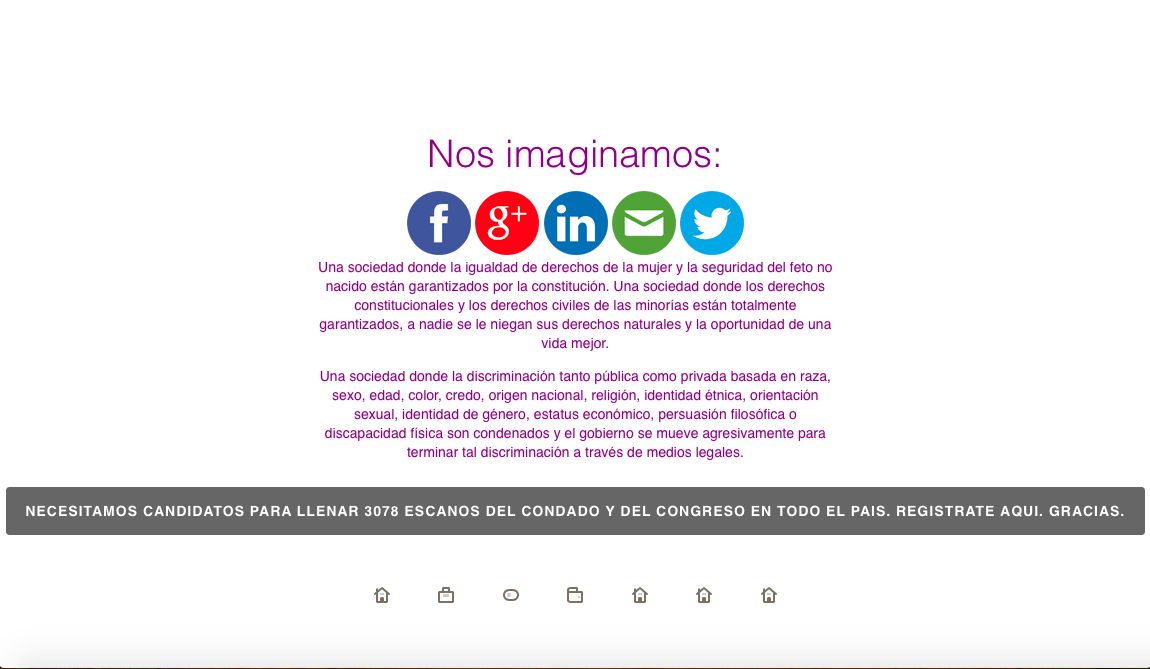 Nos imaginamos:
f g+ in
Una sociedad donde la igualdad de derechos de la mujer y la seguridad del feto no
nacido están garantizados por la constitución. Una sociedad donde los derechos
constitucionales y los derechos civiles de las minorías están totalmente
garantizados, a nadie se le niegan sus derechos naturales y la oportunidad de una
vida mejor.
Una sociedad donde la discriminación tanto pública como privada basada en raza,
sexo, edad, color, credo, origen nacional, religión, identidad étnica, orientación
sexual, identidad de género, estatus económico, persuasión filosófica o
discapacidad física son condenados y el gobierno se mueve agresivamente para
terminar tal discriminación a través de medios legales.
NECESITAMOS CANDIDATOS PARA LLENAR 3078 ESCANOS DEL CONDADO Y DEL CONGRESO EN TODO EL PAIS. REGISTRATE AQUI. GRACIAS.